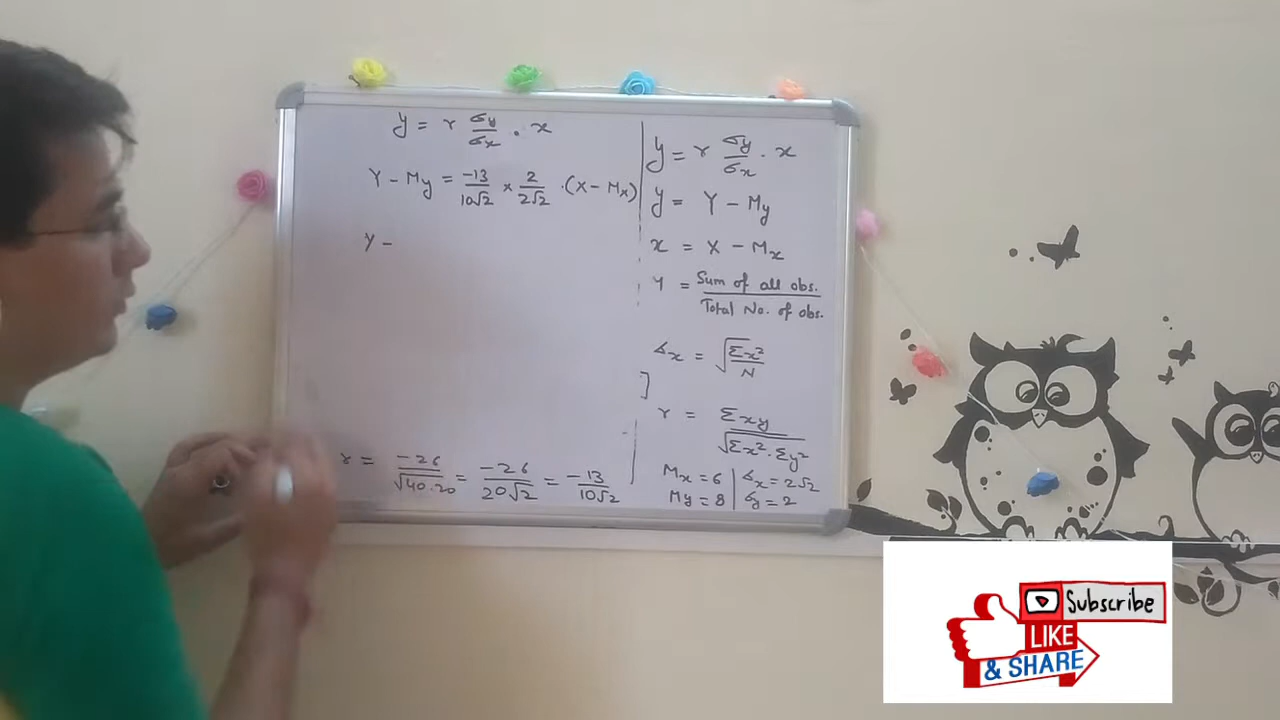 y = r σy/σx . x
Y - My = -13/10√2 × 2/2√2 .(X - Mx)
Y -
r = -26/√40.20 = -26/20√2 = -13/10√2
y = r σy/σx . x
y = Y - My
x = X - Mx
Y = Sum of all obs./Total No. of obs.
σx = √Σx²/N
r = Σxy/√Σx².Σy²
Mx = 6 | σx = 2√2
My = 8 | σy = 2
Subscribe
LIKE
& SHARE